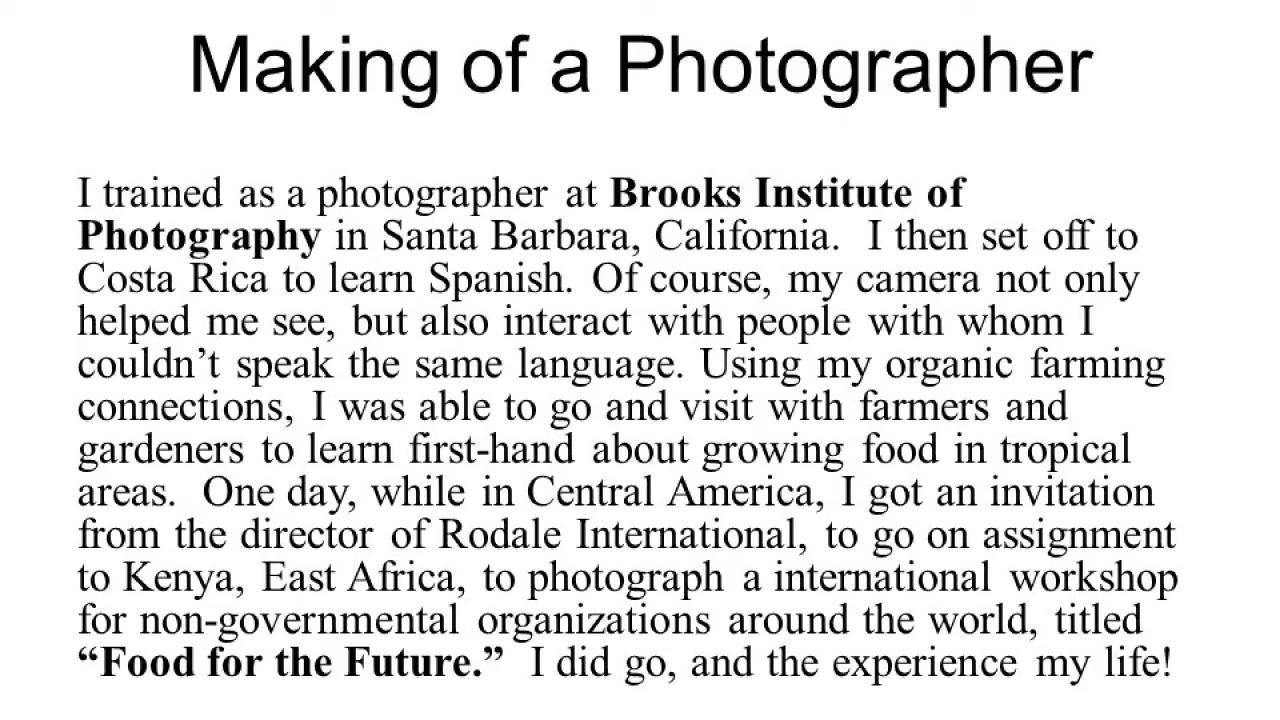 Making of a Photographer
I trained as a photographer at Brooks Institute of
Photography in Santa Barbara, California.  I then set off to
Costa Rica to learn Spanish. Of course, my camera not only
helped me see, but also interact with people with whom I
couldn’t speak the same language. Using my organic farming
connections, I was able to go and visit with farmers and
gardeners to learn first-hand about growing food in tropical
areas.  One day, while in Central America, I got an invitation
from the director of Rodale International, to go on assignment
to Kenya, East Africa, to photograph a international workshop
for non-governmental organizations around the world, titled
“Food for the Future.”  I did go, and the experience my life!